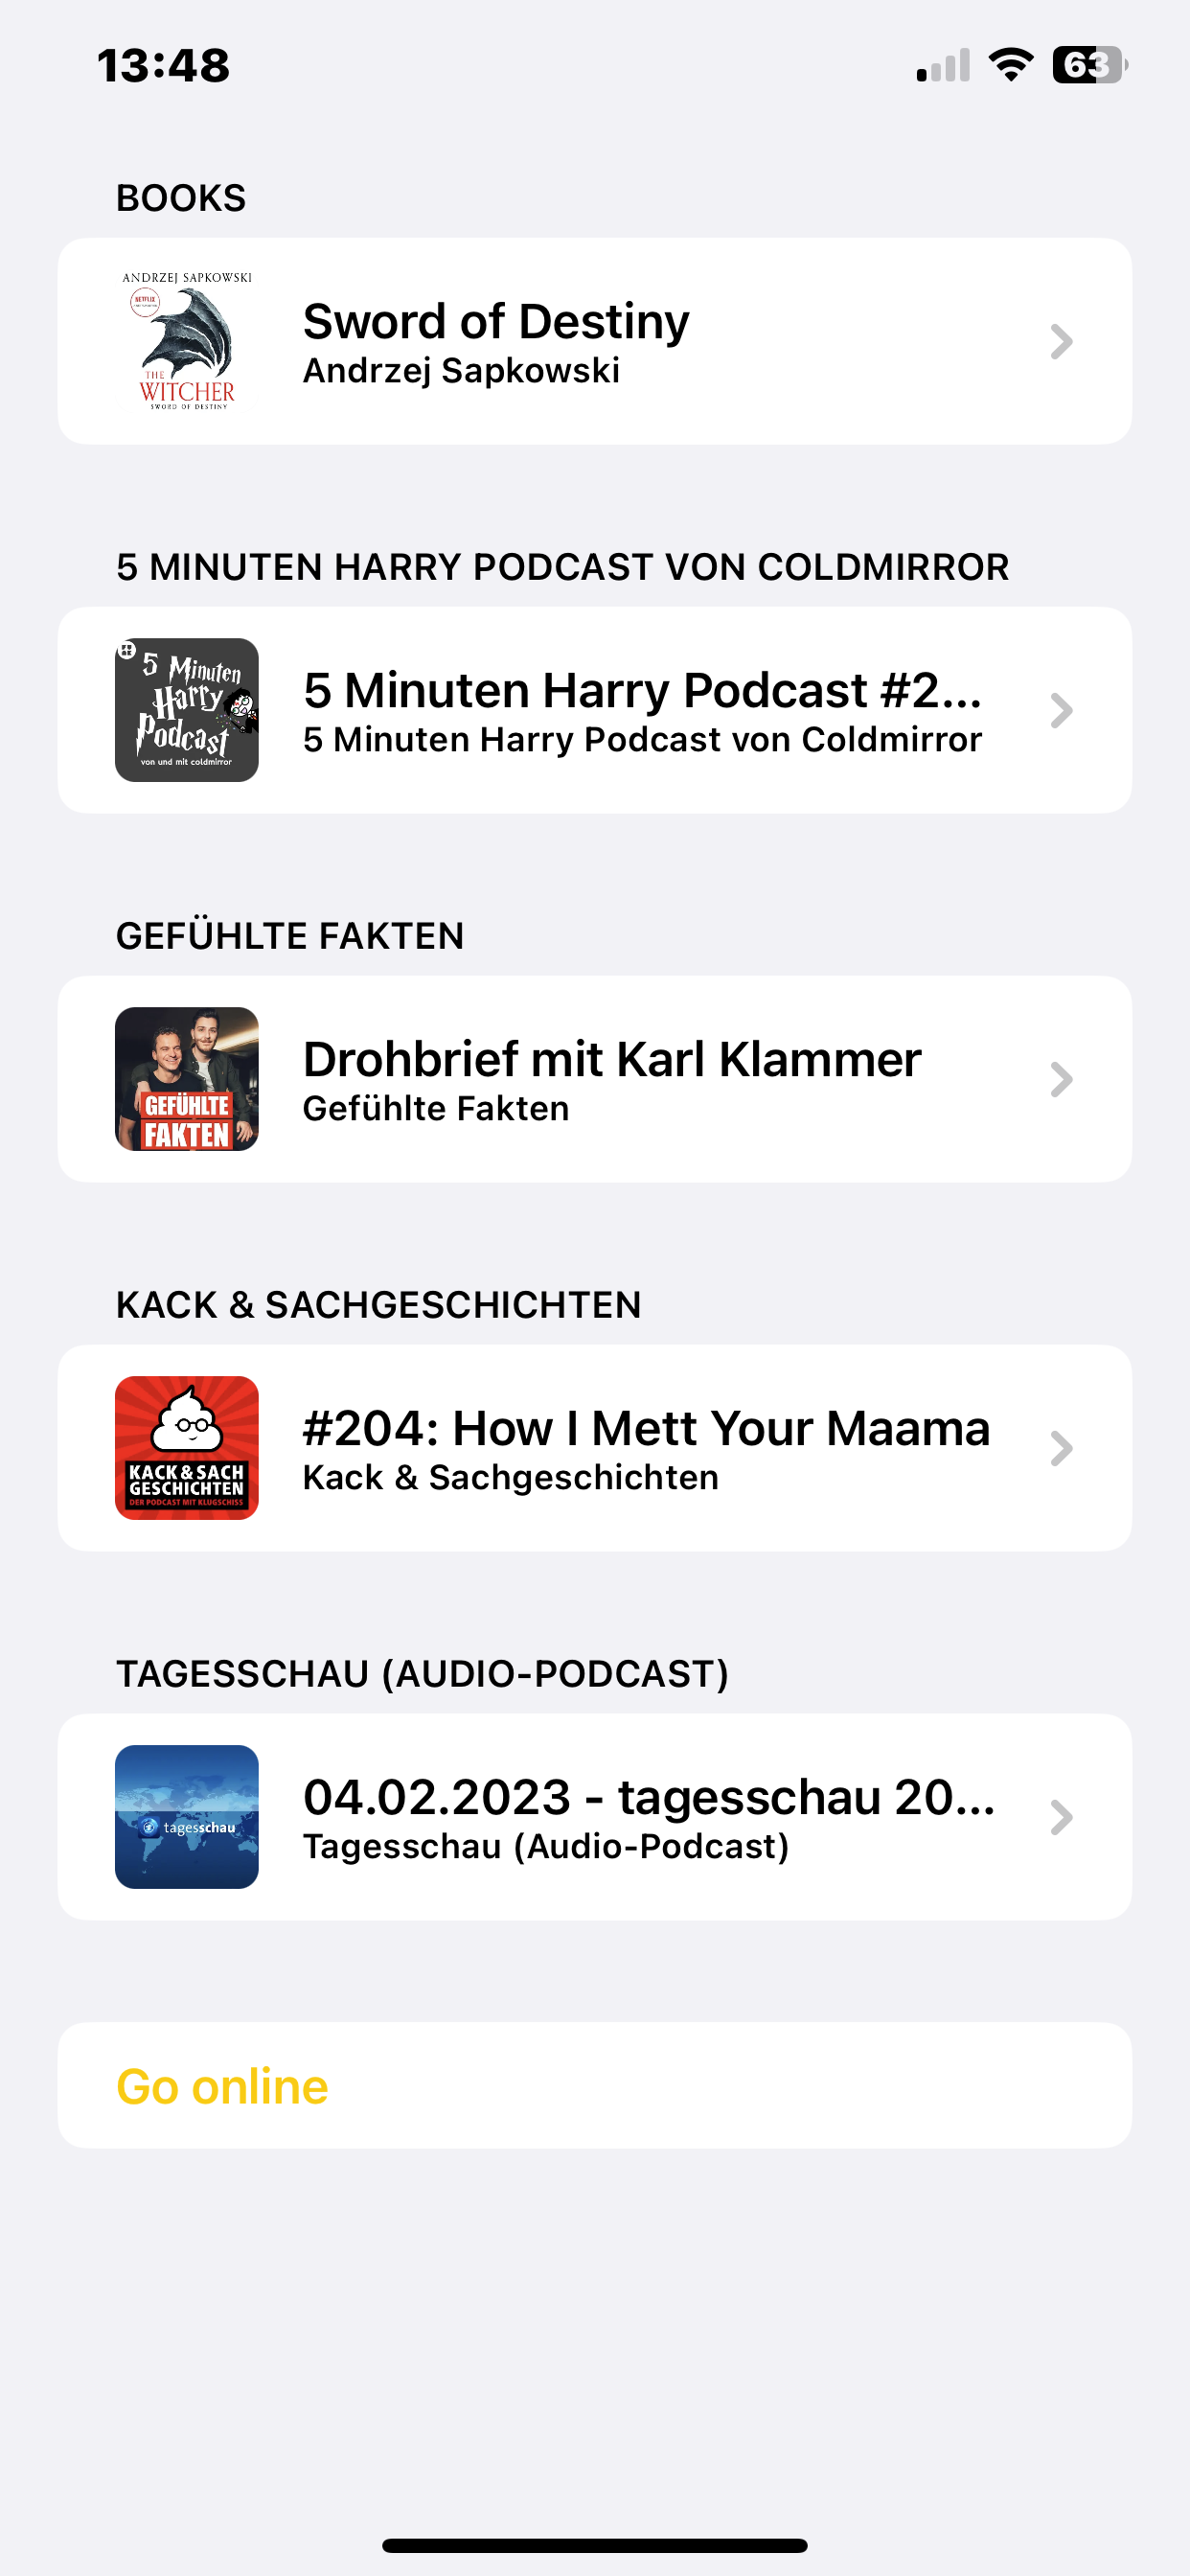 13:48
63
BOOKS
ANDRZEJ SAPKOWSKI
NETFLIX
THE
WITCHER
SWORD OF DESTINY
Sword of Destiny
Andrzej Sapkowski
5 MINUTEN HARRY PODCAST VON COLDMIRROR
5 Minuten
Harry
Podcast
von und mit coldmirror
5 Minuten Harry Podcast #2...
5 Minuten Harry Podcast von Coldmirror
GEFÜHLTE FAKTEN
GEFÜHLTE
FAKTEN
Drohbrief mit Karl Klammer
Gefühlte Fakten
KACK & SACHGESCHICHTEN
KACK & SACH
GESCHICHTEN
DER PODCAST MIT KLUGSCHISS
#204: How I Mett Your Maama
Kack & Sachgeschichten
TAGESSCHAU (AUDIO-PODCAST)
tagesschau
04.02.2023 - tagesschau 20...
Tagesschau (Audio-Podcast)
Go online